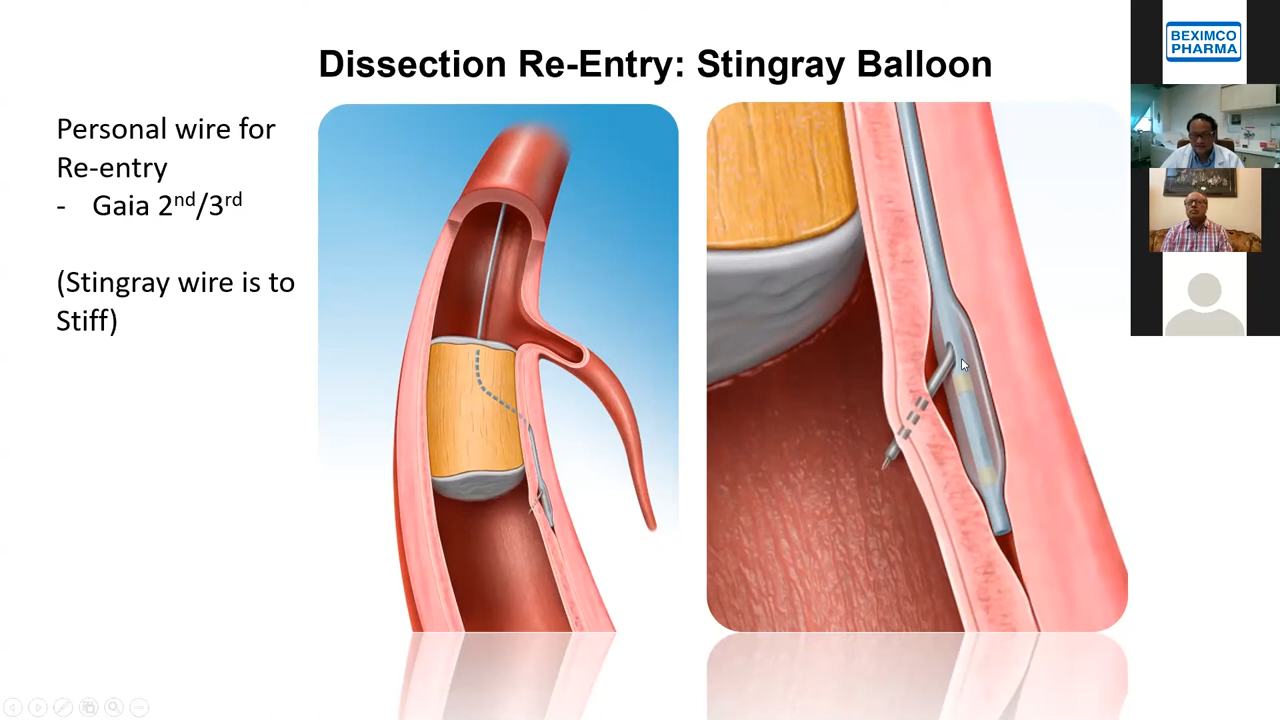 Dissection Re-Entry: Stingray Balloon
Personal wire for
Re-entry
- Gaia 2nd/3rd
(Stingray wire is to
Stiff)
BEXIMCO
PHARMA